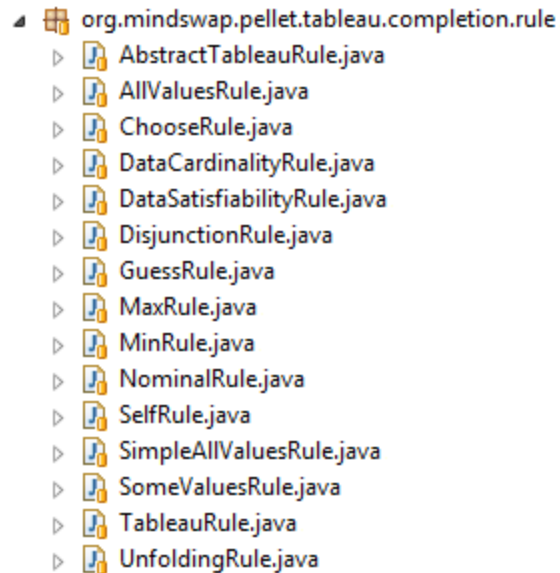 org.mindswap.pellet.tableau.completion.rule
AbstractTableauRule.java
AllValuesRule.java
ChooseRule.java
DataCardinalityRule.java
DataSatisfiabilityRule.java
DisjunctionRule.java
GuessRule.java
MaxRule.java
MinRule.java
NominalRule.java
SelfRule.java
SimpleAllValuesRule.java
SomeValuesRule.java
TableauRule.java
UnfoldingRule.java